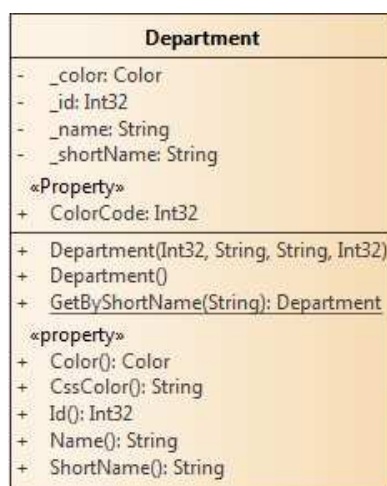 Department
- _color: Color
- _id: Int32
- _name: String
- _shortName: String
«Property»
+ ColorCode: Int32
+ Department(Int32, String, String, Int32)
+ Department()
+ GetByShortName(String): Department
«property»
+ Color(): Color
+ CssColor(): String
+ Id(): Int32
+ Name(): String
+ ShortName(): String